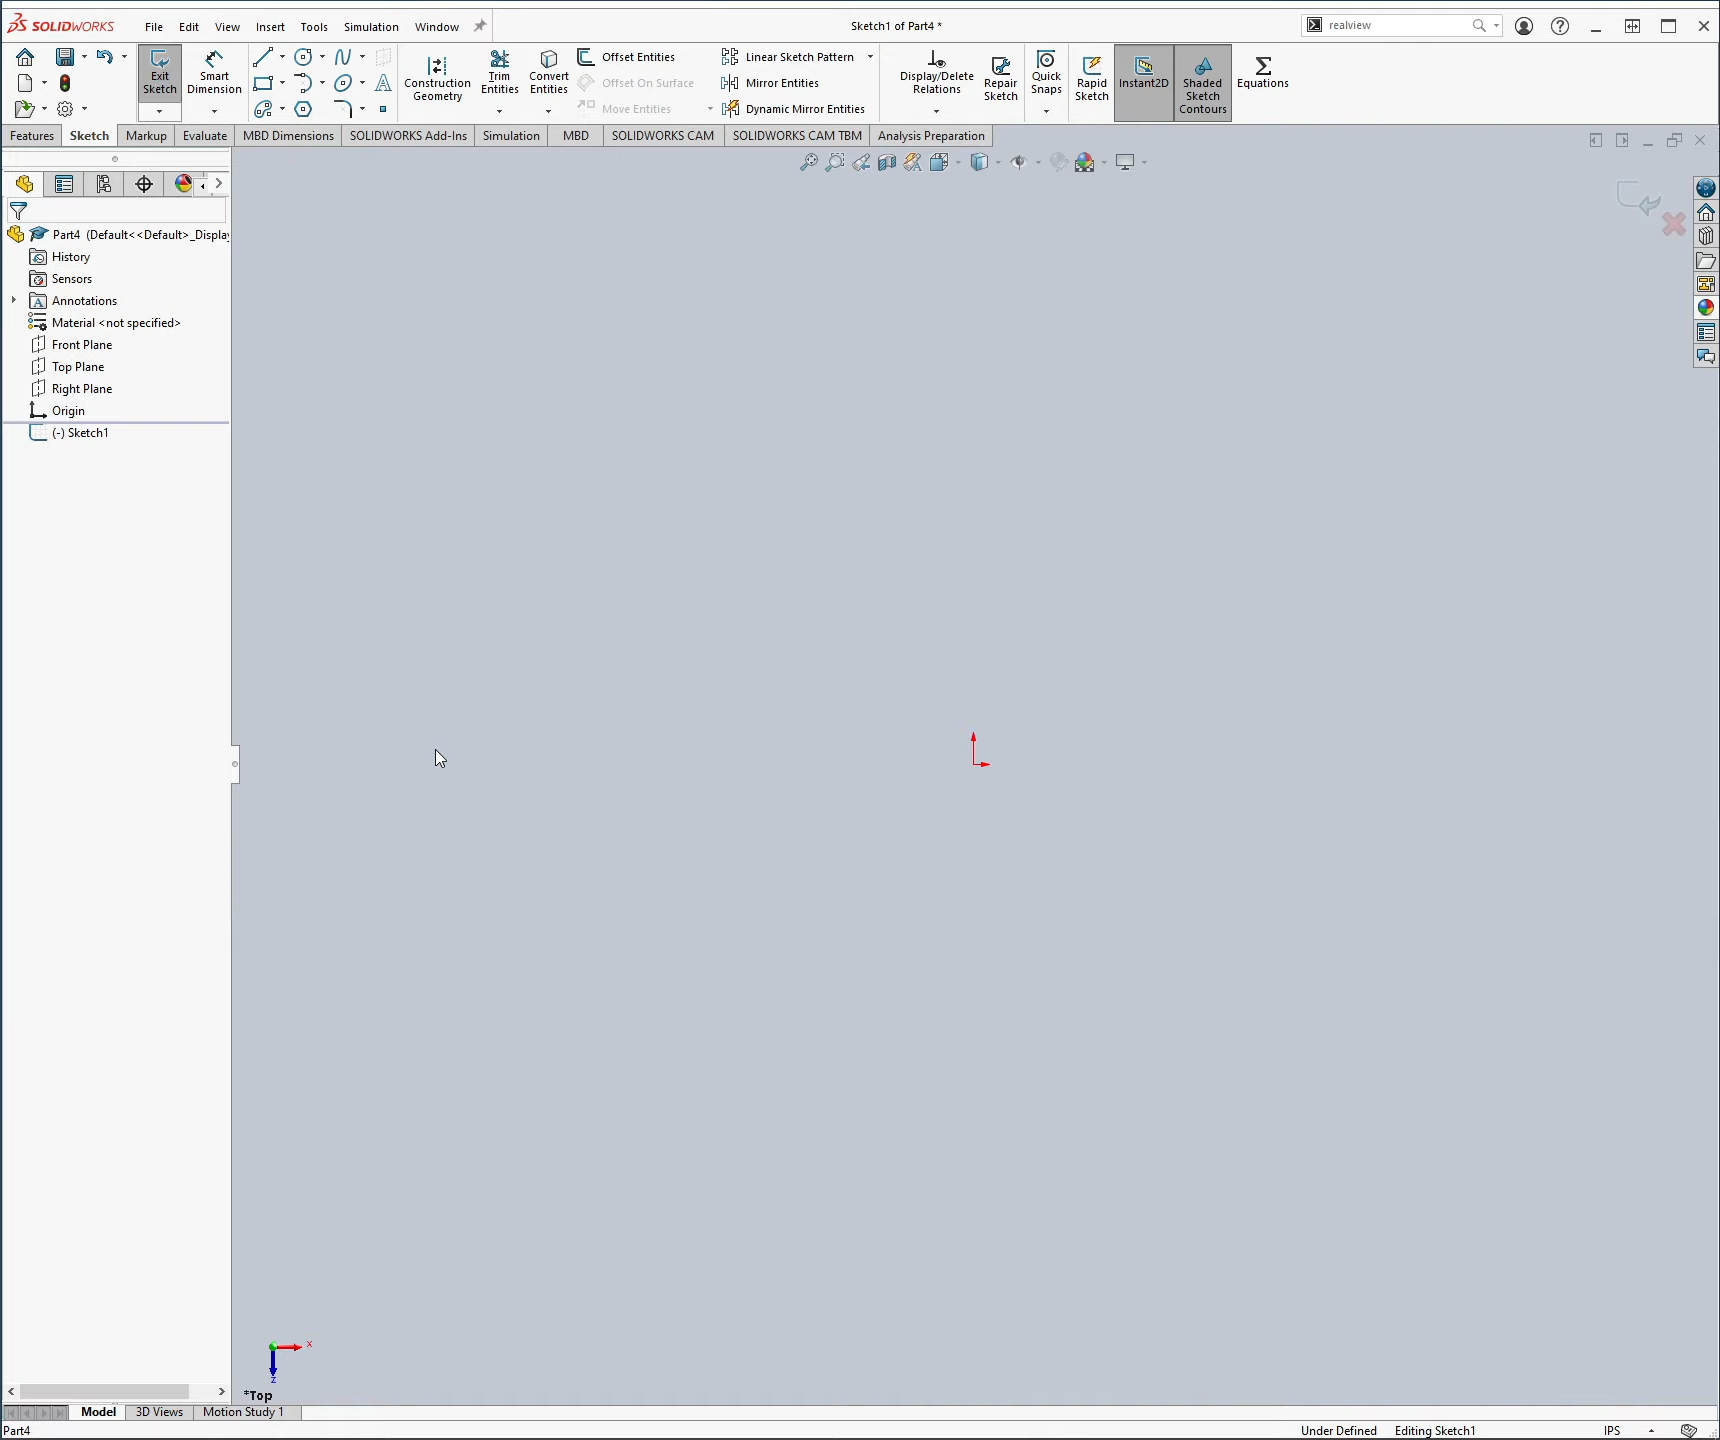 SOLIDWORKS File Edit View Insert Tools Simulation Window Sketch1 of Part4 * realview
Exit Sketch
Smart Dimension
Construction Geometry
Trim Entities
Convert Entities
Offset Entities
Offset On Surface
Move Entities
Linear Sketch Pattern
Mirror Entities
Dynamic Mirror Entities
Display/Delete Relations
Repair Sketch
Quick Snaps
Rapid Sketch
Instant2D
Shaded Sketch Contours
Equations
Features Sketch Markup Evaluate MBD Dimensions SOLIDWORKS Add-Ins Simulation MBD SOLIDWORKS CAM SOLIDWORKS CAM TBM Analysis Preparation
Part4 (Default<<Default>_Display
History
Sensors
Annotations
Material <not specified>
Front Plane
Top Plane
Right Plane
Origin
(-) Sketch1
x
z
*Top
Model 3D Views Motion Study 1
Part4 Under Defined Editing Sketch1 IPS